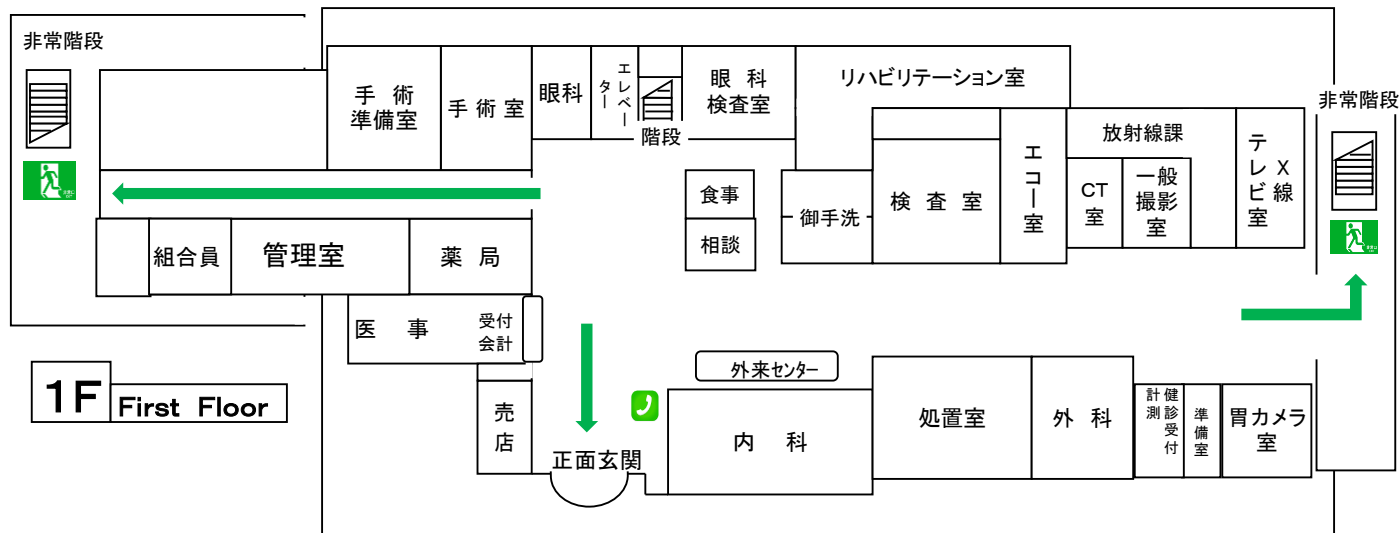 非常階段
手 術
準備室
手 術 室
眼科
エレベーター
階段
眼 科
検査室
リハビリテーション室
非常階段
放射線課
エコー室
CT
室
一般
撮影
室
X線
テレビ室
食事
相談
御手洗
検 査 室
組合員
管理室
薬 局
医 事
受付
会計
1F First Floor
売
店
正面玄関
外来センター
内 科
処置室
外 科
健診受付
計測
準備室
胃カメラ
室